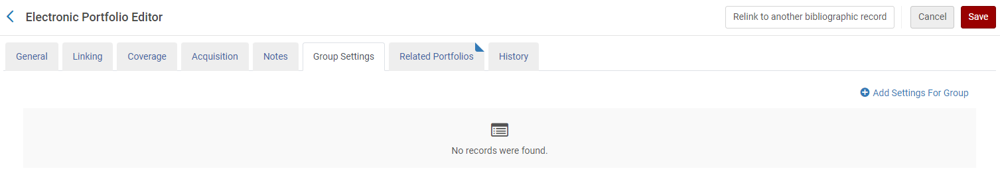 Electronic Portfolio Editor
Relink to another bibliographic record
Cancel
Save
General
Linking
Coverage
Acquisition
Notes
Group Settings
Related Portfolios
History
Add Settings For Group
No records were found.